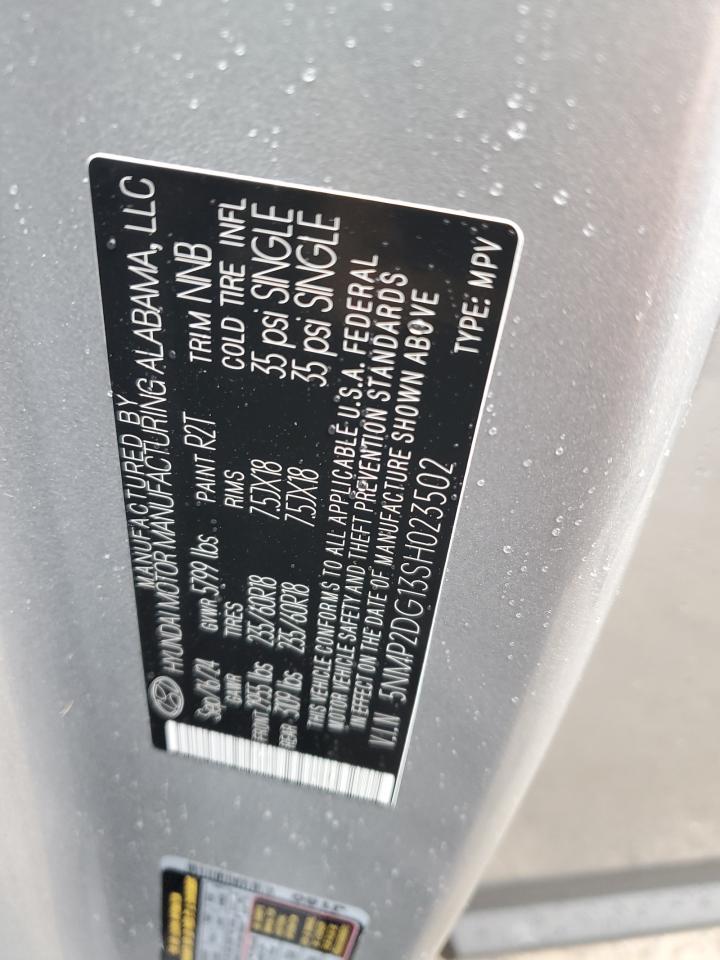 MANUFACTURED BY
HYUNDAI MOTOR MANUFACTURING ALABAMA, LLC
GVWR 5799 lbs PAINT R2T TRIM NNB
GAWR TIRES RIMS COLD TIRE INFL
FRONT lbs 235/60R18 7.5JX18 35 psi SINGLE
REAR 3109 lbs 235/60R18 7.5JX18 35 psi SINGLE
THIS VEHICLE CONFORMS TO ALL APPLICABLE U.S.A. FEDERAL
MOTOR VEHICLE SAFETY AND THEFT PREVENTION STANDARDS
IN EFFECT ON THE DATE OF MANUFACTURE SHOWN ABOVE
V.I.N 5NMP2DG13SH023502 TYPE: MPV
J180